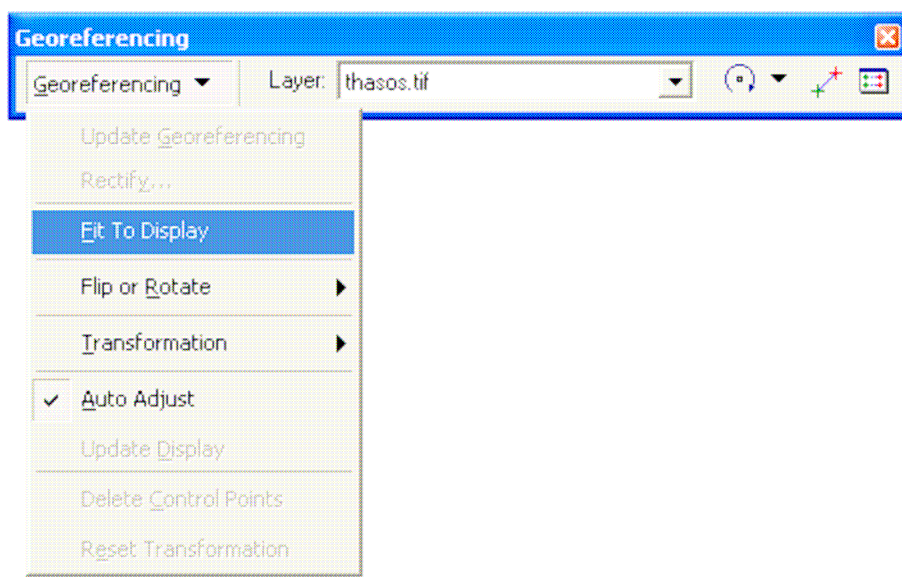 Georeferencing
Georeferencing Layer: thasos.tif
Update Georeferencing
Rectify...
Fit To Display
Flip or Rotate
Transformation
Auto Adjust
Update Display
Delete Control Points
Reset Transformation